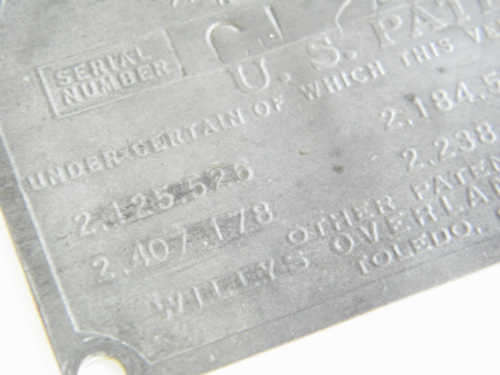 SERIAL
NUMBER
CJ
U. S. PAT
UNDER CERTAIN OF WHICH THIS VE
2.125.526 2.184.
2.407.178 2.238
OTHER PATEN
WILLYS OVERLA
TOLEDO,